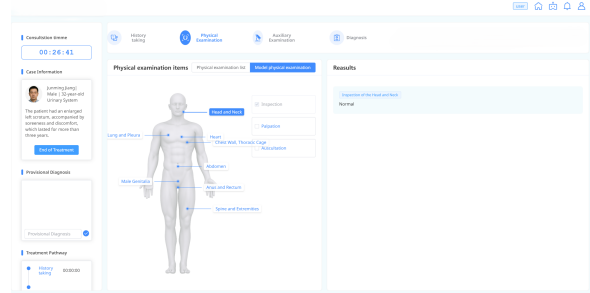 Consultation timme
00:26:41
Case Information
Junming Jiang|
Male | 32-year-old
Urinary System|
The patient had an enlarged
left scrotum, accompanied by
soreness and discomfort,
which lasted for more than
three years.
End of Treatment
Provisional Diagnosis
Provisional Diagnosis
Treatment Pathway
History
taking
00:00:00
History
taking
Physical
Examination
Auxiliary
Examination
Diagnosis
Physical examination items
Physical examination list
Model physical examination
Inspection
Head and Neck
Palpation
Lung and Pleura
Heart
Chest Wall, Thoracic Cage
Auscultation
Abdomen
Male Genitalia
Anus and Rectum
Spine and Extremities
Reasults
Inspection of the Head and Neck
Normal